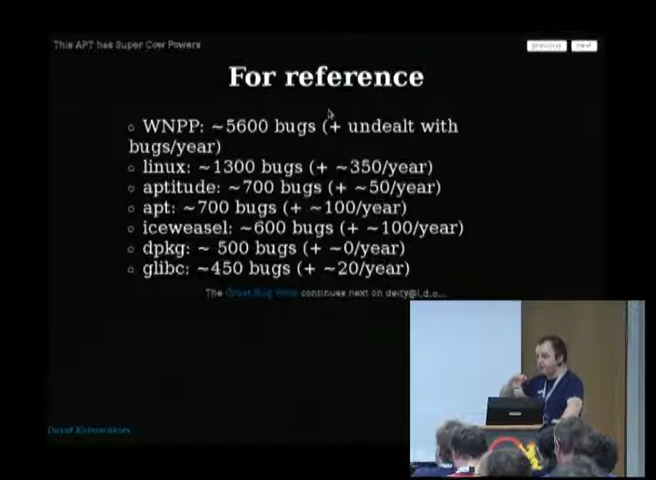 This APT has Super Cow Powers
previous
next
For reference
WNPP: ~5600 bugs (+ undealt with
bugs/year)
linux: ~1300 bugs (+ ~350/year)
aptitude: ~700 bugs (+ ~50/year)
apt: ~700 bugs (+ ~100/year)
iceweasel: ~600 bugs (+ ~100/year)
dpkg: ~ 500 bugs (+ ~0/year)
glibc: ~450 bugs (+ ~20/year)
The Great Bug continues next on deity@l.d.o...
David